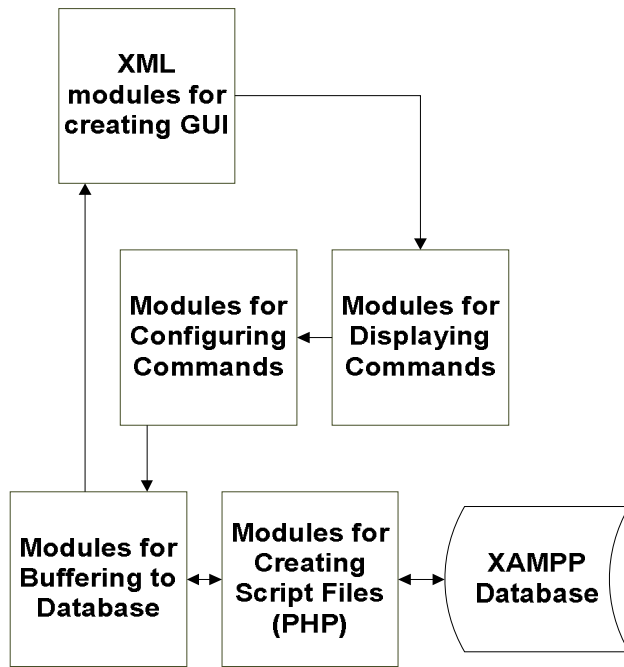 XML
modules for
creating GUI
Modules for
Configuring
Commands
Modules for
Displaying
Commands
Modules for
Buffering to
Database
Modules for
Creating
Script Files
(PHP)
XAMPP
Database